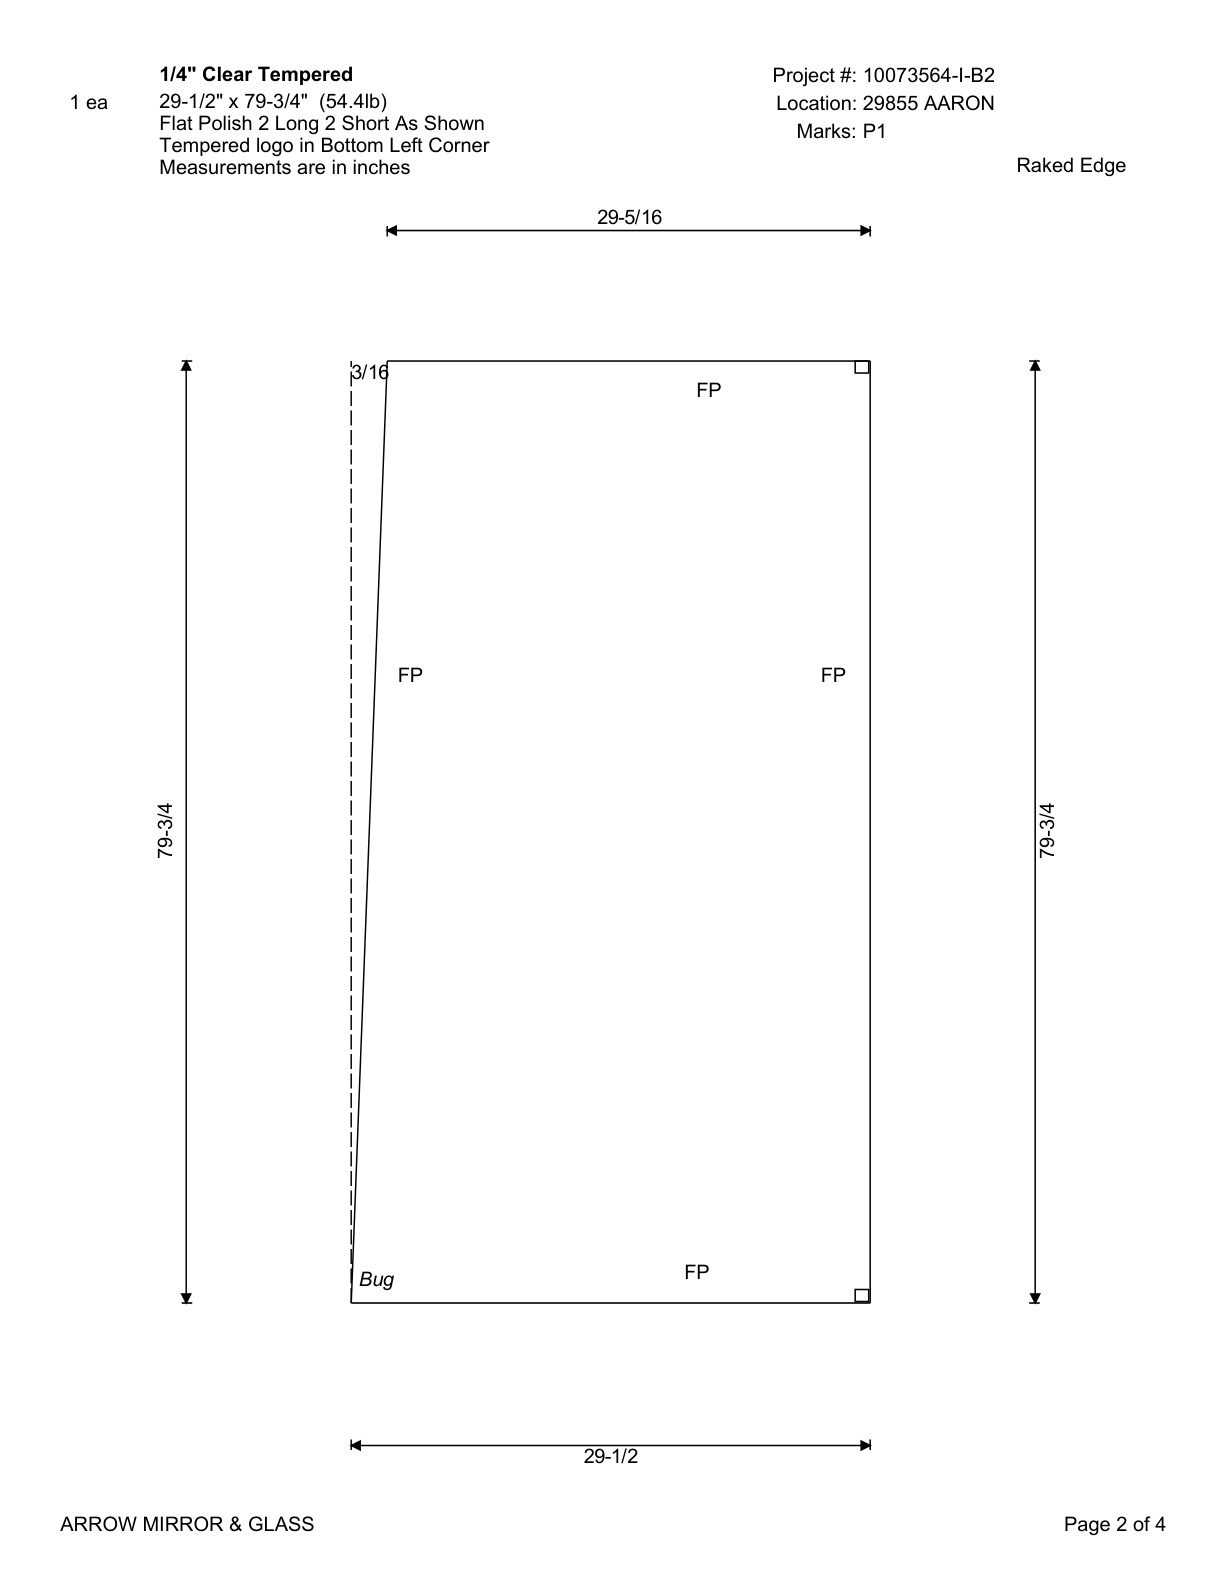 1/4" Clear Tempered
1 ea
29-1/2" x 79-3/4" (54.4lb)
Flat Polish 2 Long 2 Short As Shown
Tempered logo in Bottom Left Corner
Measurements are in inches
Project #: 10073564-I-B2
Location: 29855 AARON
Marks: P1
Raked Edge
29-5/16
3/16
FP
FP
FP
79-3/4
79-3/4
FP
Bug
29-1/2
ARROW MIRROR & GLASS
Page 2 of 4